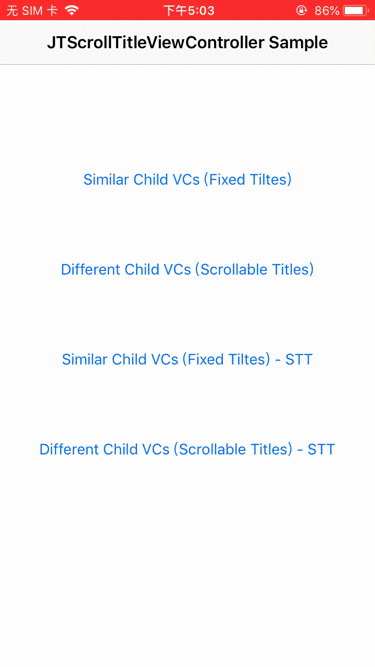 无 SIM 卡 下午5:03 86%
JTScrollTitleViewController Sample
Similar Child VCs (Fixed Tiltes)
Different Child VCs (Scrollable Titles)
Similar Child VCs (Fixed Tiltes) - STT
Different Child VCs (Scrollable Titles) - STT